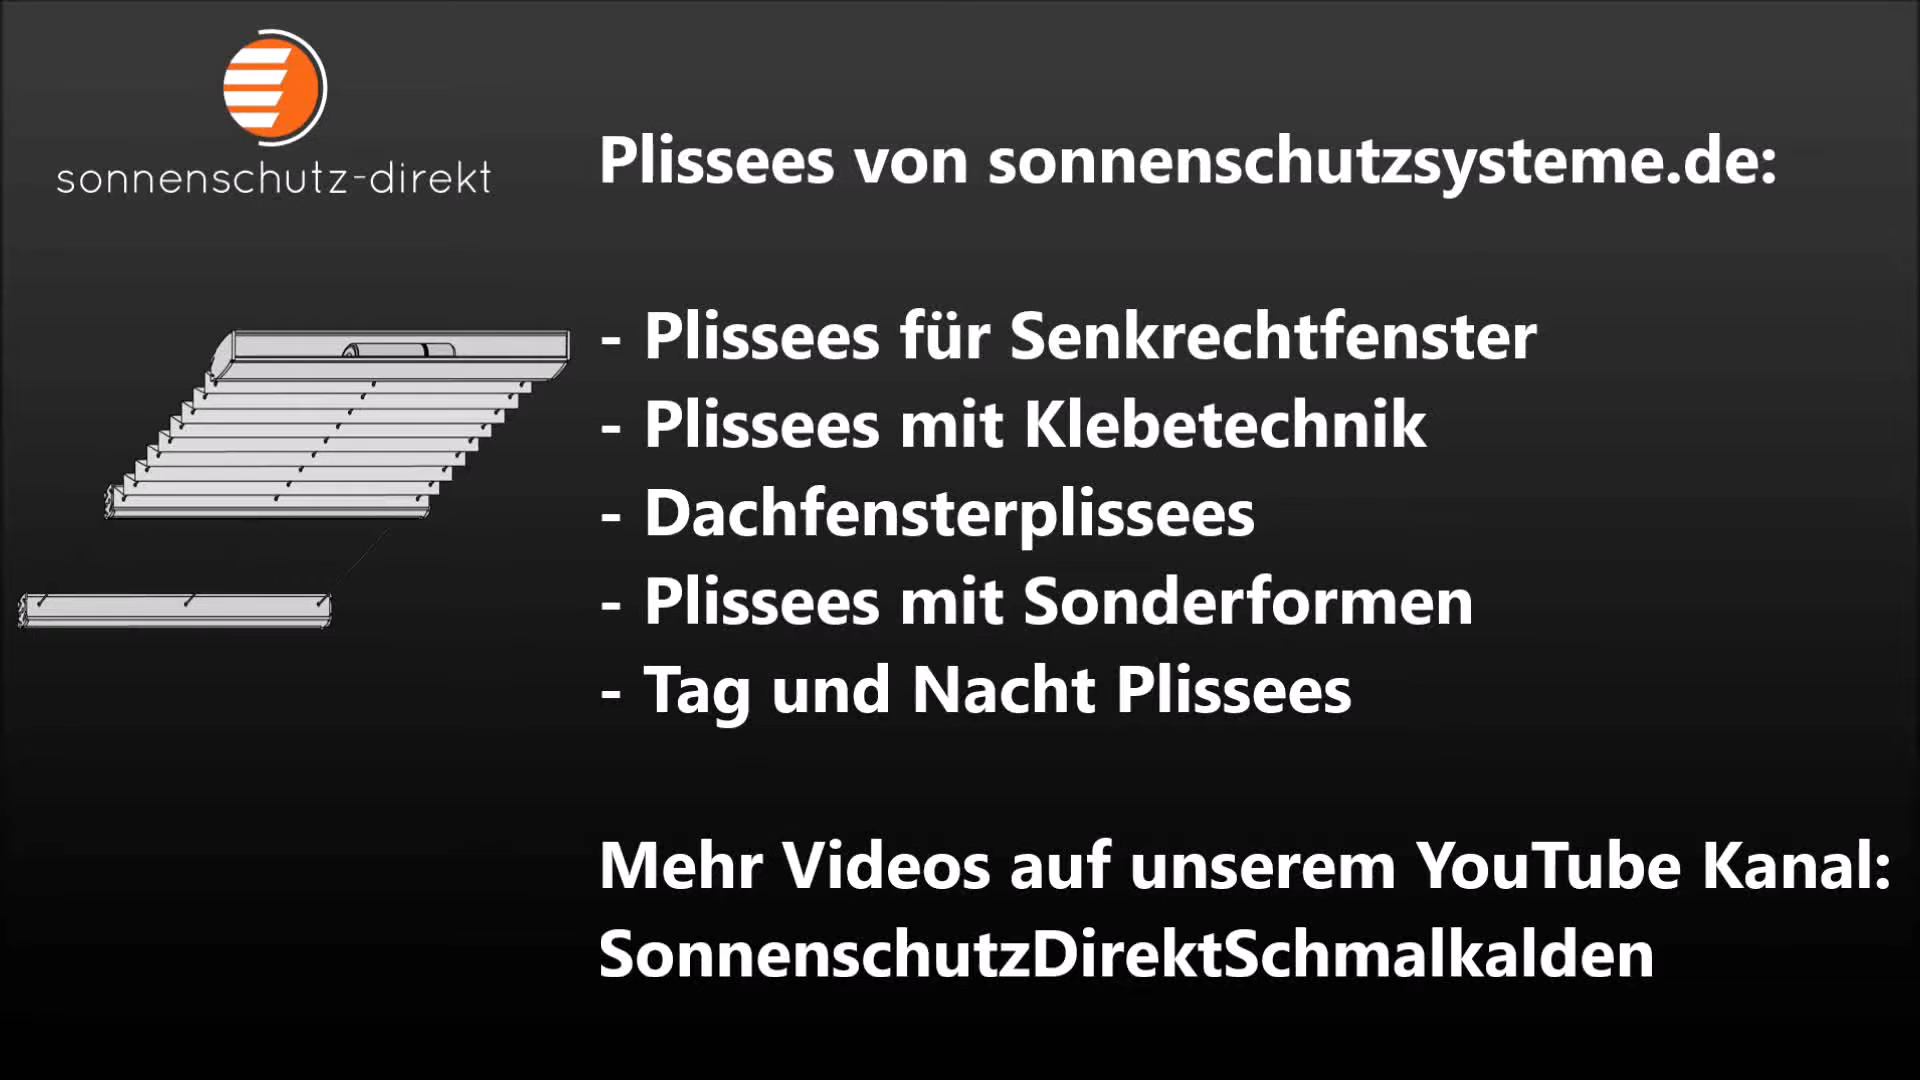 sonnenschutz-direkt
Plissees von sonnenschutzsysteme.de:
- Plissees für Senkrechtfenster
- Plissees mit Klebetechnik
- Dachfensterplissees
- Plissees mit Sonderformen
- Tag und Nacht Plissees
Mehr Videos auf unserem YouTube Kanal:
SonnenschutzDirektSchmalkalden